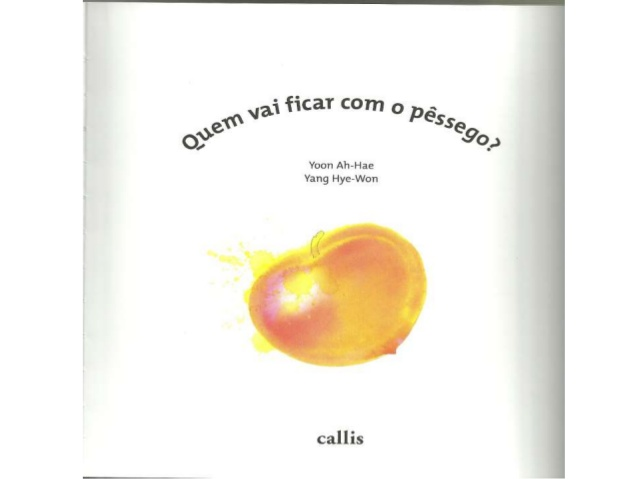 Quem vai ficar com o pêssego?
Yoon Ah-Hae
Yang Hye-Won
callis